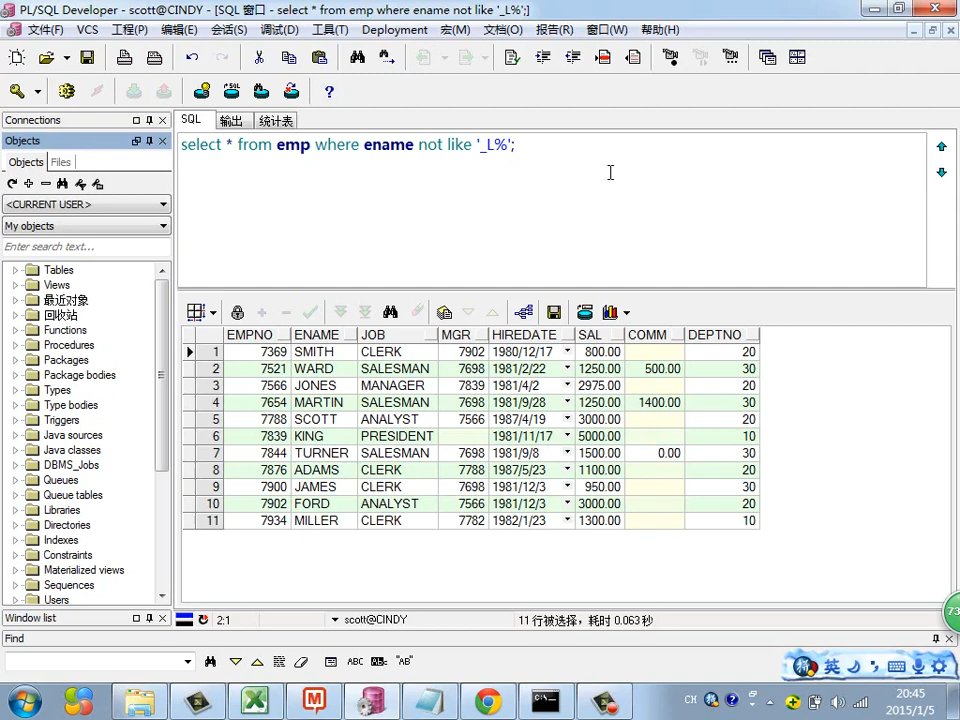 PL/SQL Developer - scott@CINDY - [SQL 窗口 - select * from emp where ename not like '_L%';]
文件(F) VCS 工程(P) 编辑(E) 会话(S) 调试(D) 工具(T) Deployment 宏(M) 文档(O) 报告(R) 窗口(W) 帮助(H)
Connections
Objects
Objects Files
<CURRENT USER>
My objects
Enter search text...
Tables
Views
最近对象
回收站
Functions
Procedures
Packages
Package bodies
Types
Type bodies
Triggers
Java sources
Java classes
DBMS_Jobs
Queues
Queue tables
Libraries
Directories
Indexes
Constraints
Materialized views
Sequences
Users
Window list
SQL 输出 统计表
select * from emp where ename not like '_L%';
EMPNO ENAME JOB MGR HIREDATE SAL COMM DEPTNO
1 7369 SMITH CLERK 7902 1980/12/17 800.00 20
2 7521 WARD SALESMAN 7698 1981/2/22 1250.00 500.00 30
3 7566 JONES MANAGER 7839 1981/4/2 2975.00 20
4 7654 MARTIN SALESMAN 7698 1981/9/28 1250.00 1400.00 30
5 7788 SCOTT ANALYST 7566 1987/4/19 3000.00 20
6 7839 KING PRESIDENT 1981/11/17 5000.00 10
7 7844 TURNER SALESMAN 7698 1981/9/8 1500.00 0.00 30
8 7876 ADAMS CLERK 7788 1987/5/23 1100.00 20
9 7900 JAMES CLERK 7698 1981/12/3 950.00 30
10 7902 FORD ANALYST 7566 1981/12/3 3000.00 20
11 7934 MILLER CLERK 7782 1982/1/23 1300.00 10
2:1 scott@CINDY 11 行被选择，耗时 0.063 秒
Find
ABC "AB"
英
73
CH
20:45
2015/1/5